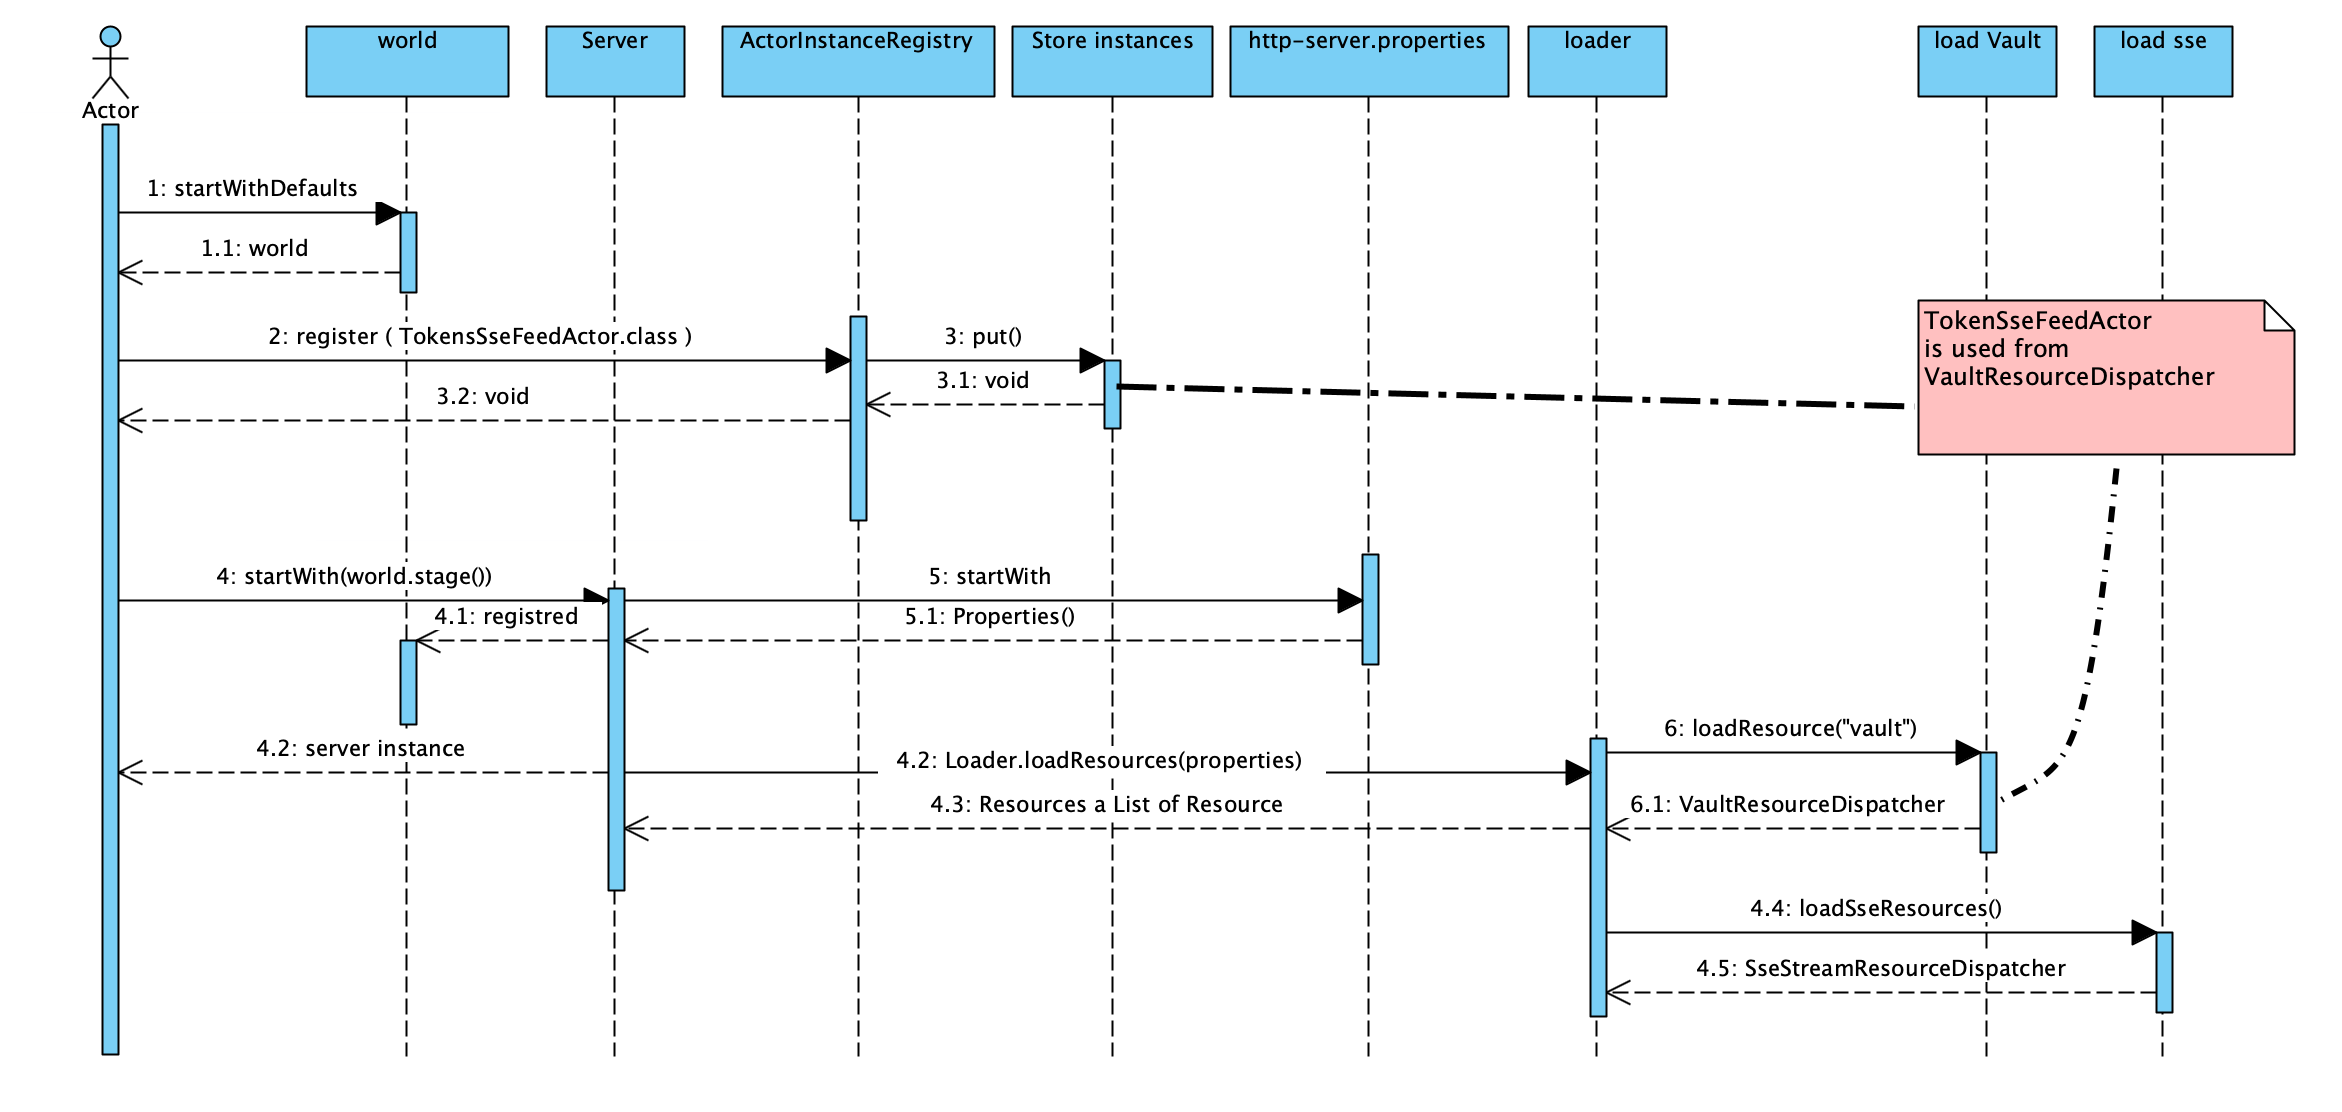 world
Server
ActorInstanceRegistry
Store instances
http-server.properties
loader
load Vault
load sse
Actor
1: startWithDefaults
1.1: world
2: register ( TokensSseFeedActor.class )
3: put()
3.1: void
3.2: void
TokenSseFeedActor
is used from
VaultResourceDispatcher
4: startWith(world.stage())
5: startWith
4.1: registred
5.1: Properties()
4.2: server instance
4.2: Loader.loadResources(properties)
6: loadResource("vault")
4.3: Resources a List of Resource
6.1: VaultResourceDispatcher
4.4: loadSseResources()
4.5: SseStreamResourceDispatcher